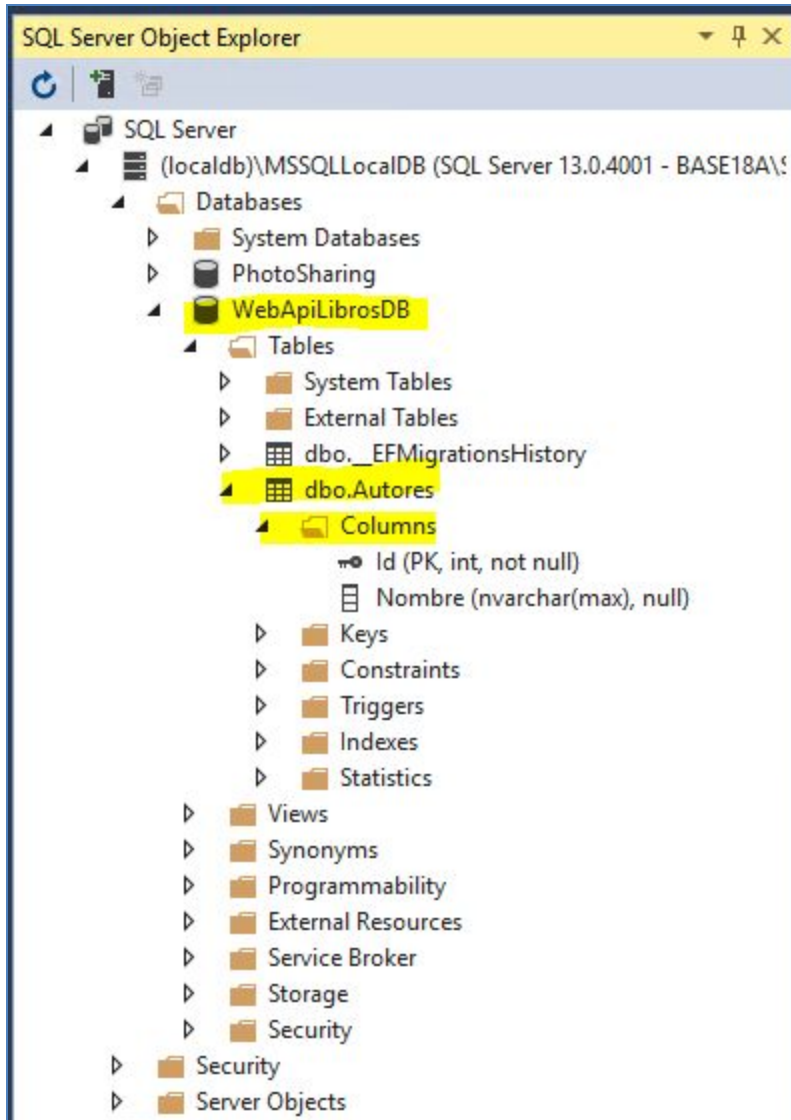 SQL Server Object Explorer
SQL Server
(localdb)\MSSQLLocalDB (SQL Server 13.0.4001 - BASE18A\
Databases
System Databases
PhotoSharing
WebApiLibrosDB
Tables
System Tables
External Tables
dbo.__EFMigrationsHistory
dbo.Autores
Columns
Id (PK, int, not null)
Nombre (nvarchar(max), null)
Keys
Constraints
Triggers
Indexes
Statistics
Views
Synonyms
Programmability
External Resources
Service Broker
Storage
Security
Security
Server Objects